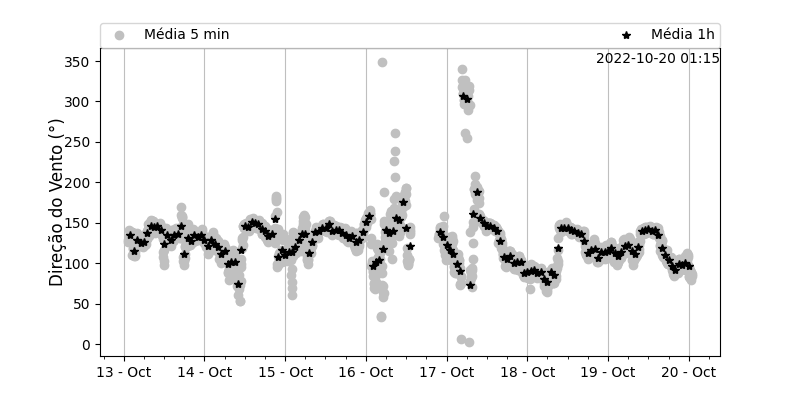 Média 5 min
Média 1h
2022-10-20 01:15
Direção do Vento (°)
350
300
250
200
150
100
50
0
13 - Oct
14 - Oct
15 - Oct
16 - Oct
17 - Oct
18 - Oct
19 - Oct
20 - Oct